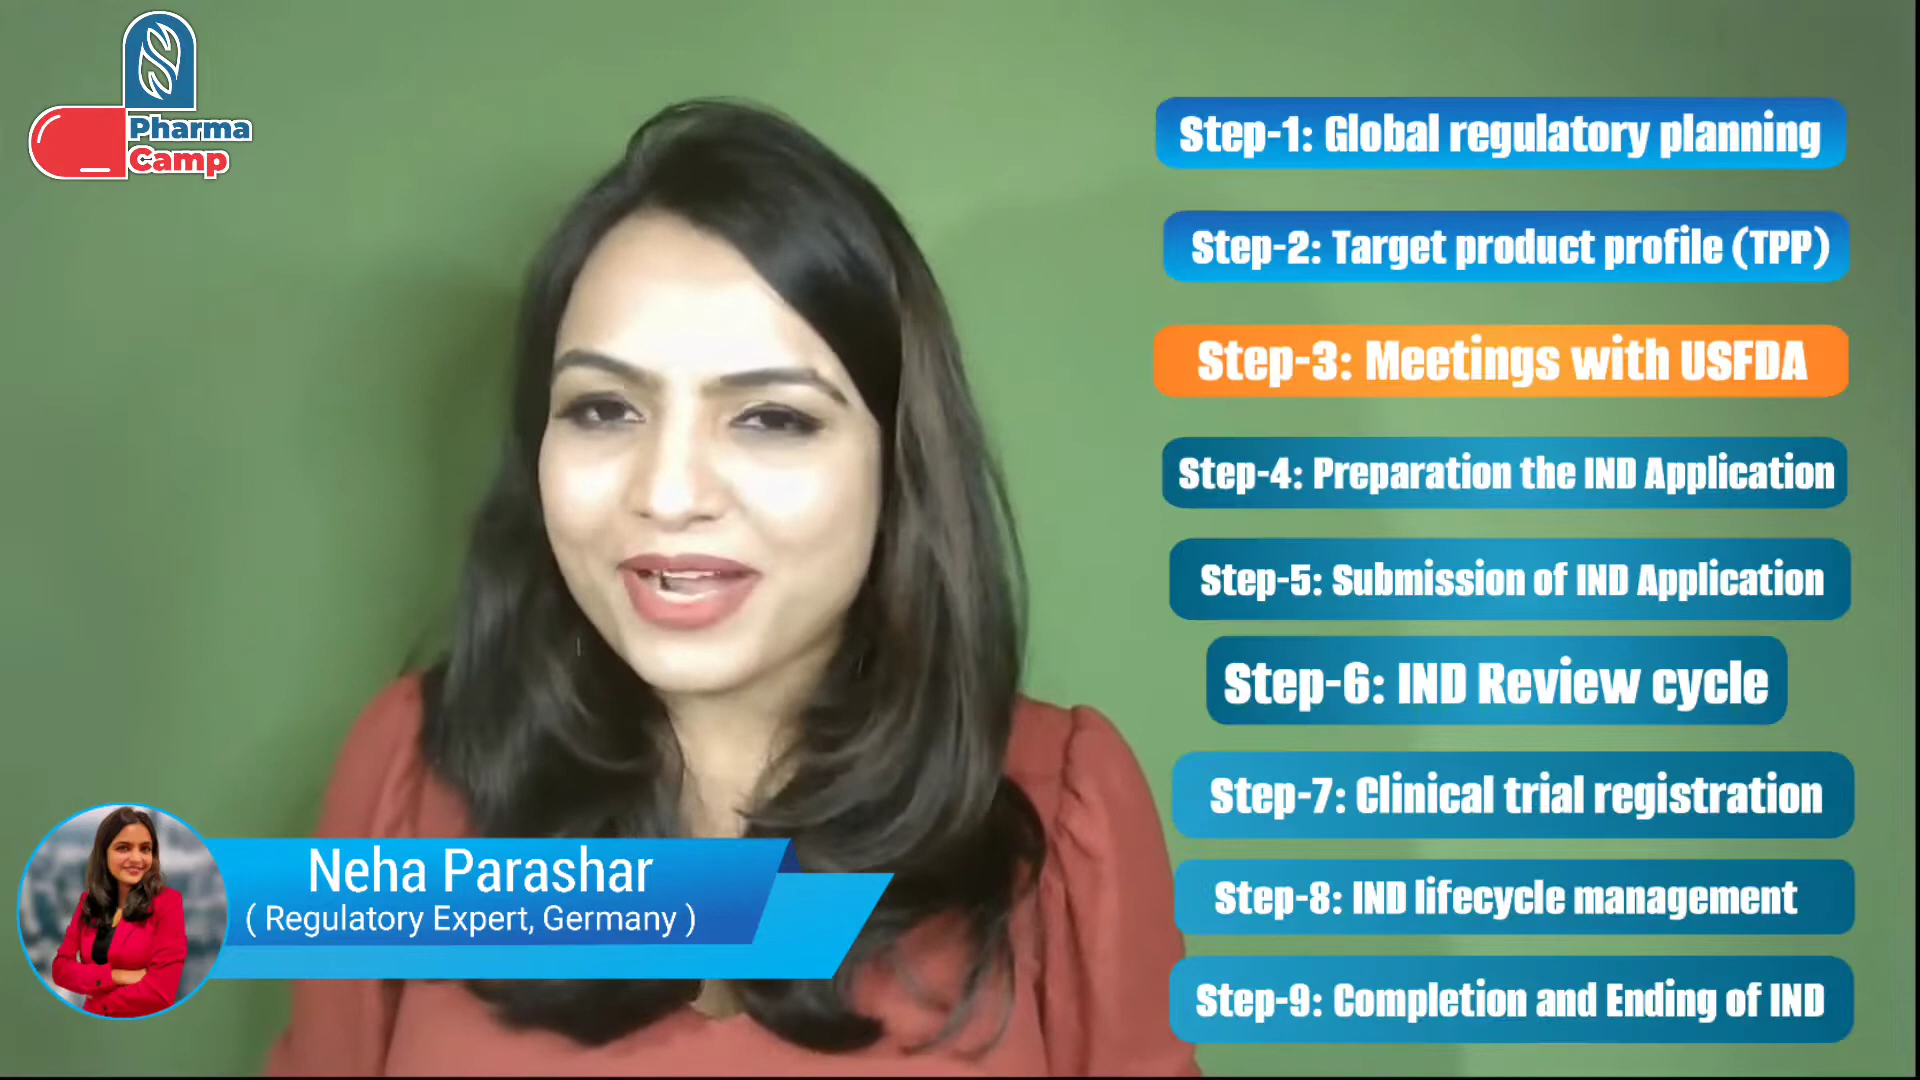 Pharma
Camp
Step-1: Global regulatory planning
Step-2: Target product profile (TPP)
Step-3: Meetings with USFDA
Step-4: Preparation the IND Application
Step-5: Submission of IND Application
Step-6: IND Review cycle
Step-7: Clinical trial registration
Step-8: IND lifecycle management
Step-9: Completion and Ending of IND
Neha Parashar
( Regulatory Expert, Germany )